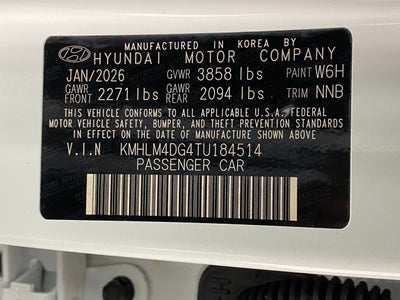 MANUFACTURED IN KOREA BY
HYUNDAI MOTOR COMPANY
JAN/2026 GVWR 3858 lbs PAINT W6H
GAWR FRONT 2271 lbs GAWR REAR 2094 lbs TRIM NNB
THIS VEHICLE CONFORMS TO ALL APPLICABLE U.S.A. FEDERAL
MOTOR VEHICLE SAFETY, BUMPER, AND THEFT PREVENTION
STANDARDS IN EFFECT ON THE DATE OF MANUFACTURE SHOWN ABOVE
V.I.N KMHLM4DG4TU184514
PASSENGER CAR